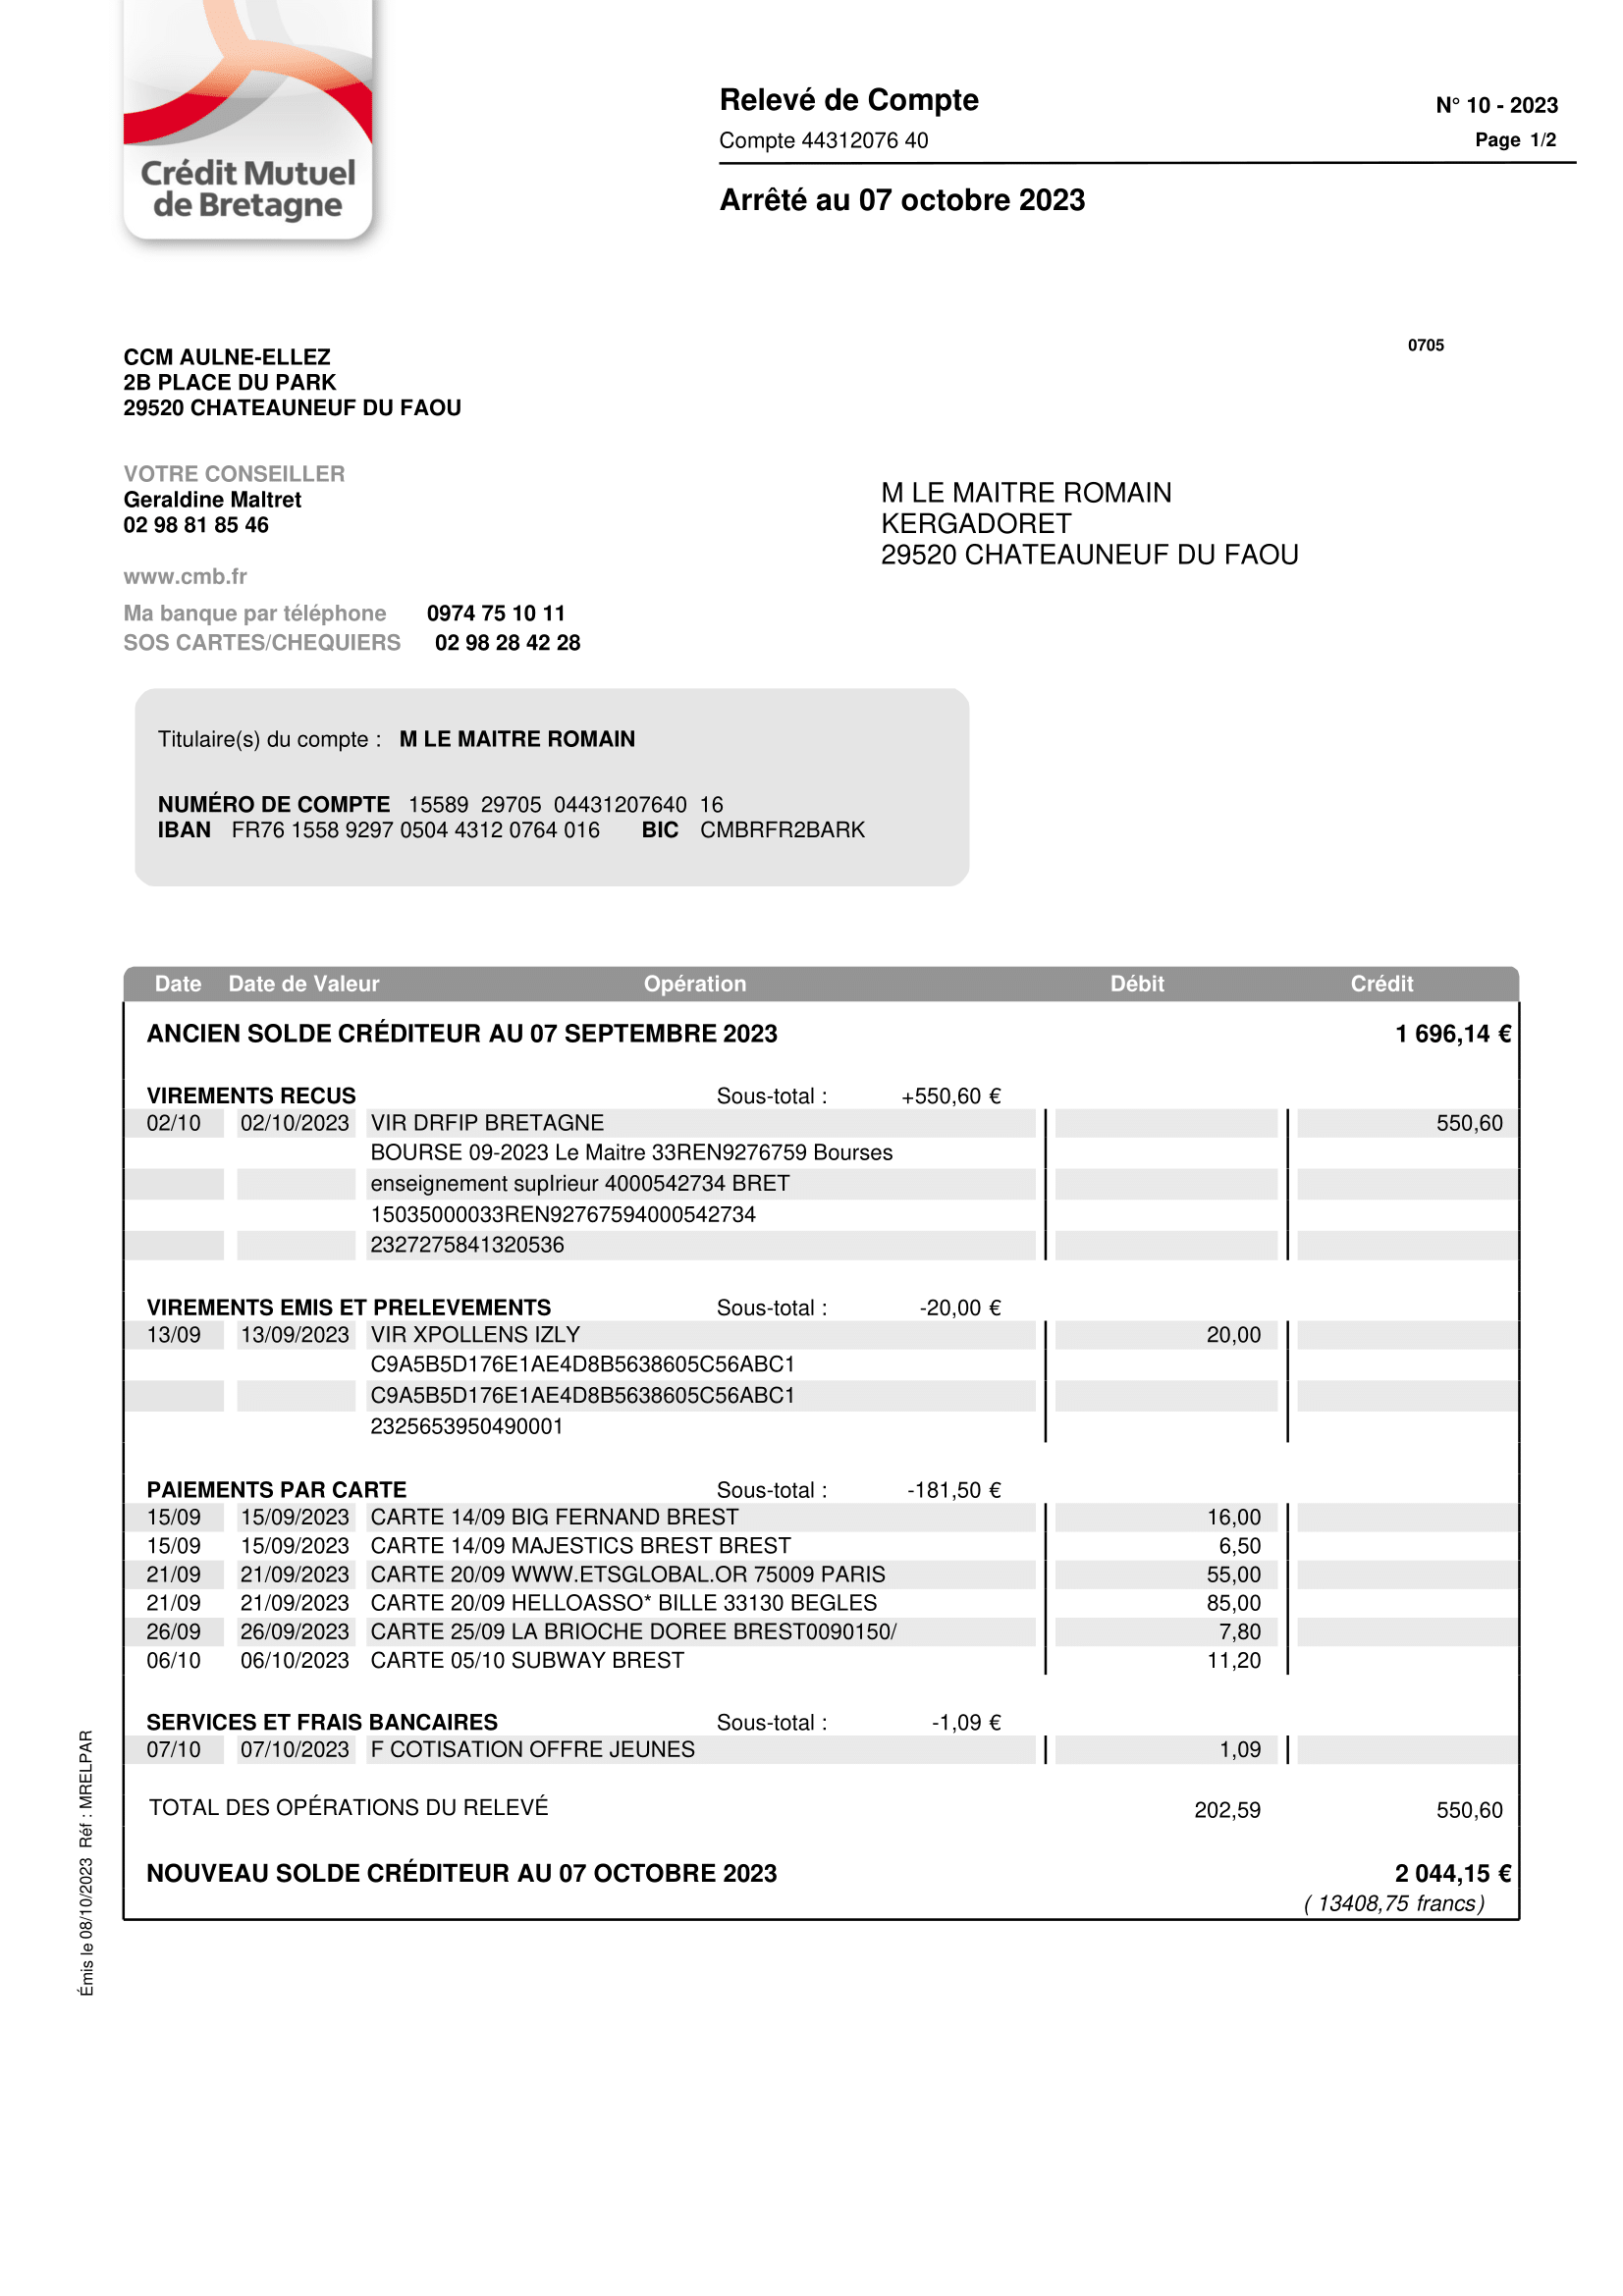 Crédit Mutuel
de Bretagne
Relevé de Compte
N° 10 - 2023
Compte 44312076 40
Page 1/2
Arrêté au 07 octobre 2023
0705
CCM AULNE-ELLEZ
2B PLACE DU PARK
29520 CHATEAUNEUF DU FAOU
VOTRE CONSEILLER
Geraldine Maltret
02 98 81 85 46
M LE MAITRE ROMAIN
KERGADORET
29520 CHATEAUNEUF DU FAOU
www.cmb.fr
Ma banque par téléphone 0974 75 10 11
SOS CARTES/CHEQUIERS 02 98 28 42 28
Titulaire(s) du compte : M LE MAITRE ROMAIN
NUMÉRO DE COMPTE 15589 29705 04431207640 16
IBAN FR76 1558 9297 0504 4312 0764 016 BIC CMBRFR2BARK
Date Date de Valeur Opération Débit Crédit
ANCIEN SOLDE CRÉDITEUR AU 07 SEPTEMBRE 2023 1 696,14 €
VIREMENTS RECUS Sous-total : +550,60 €
02/10 02/10/2023 VIR DRFIP BRETAGNE 550,60
BOURSE 09-2023 Le Maitre 33REN9276759 Bourses
enseignement supIrieur 4000542734 BRET
15035000033REN92767594000542734
2327275841320536
VIREMENTS EMIS ET PRELEVEMENTS Sous-total : -20,00 €
13/09 13/09/2023 VIR XPOLLENS IZLY 20,00
C9A5B5D176E1AE4D8B5638605C56ABC1
C9A5B5D176E1AE4D8B5638605C56ABC1
2325653950490001
PAIEMENTS PAR CARTE Sous-total : -181,50 €
15/09 15/09/2023 CARTE 14/09 BIG FERNAND BREST 16,00
15/09 15/09/2023 CARTE 14/09 MAJESTICS BREST BREST 6,50
21/09 21/09/2023 CARTE 20/09 WWW.ETSGLOBAL.OR 75009 PARIS 55,00
21/09 21/09/2023 CARTE 20/09 HELLOASSO* BILLE 33130 BEGLES 85,00
26/09 26/09/2023 CARTE 25/09 LA BRIOCHE DOREE BREST0090150/ 7,80
06/10 06/10/2023 CARTE 05/10 SUBWAY BREST 11,20
SERVICES ET FRAIS BANCAIRES Sous-total : -1,09 €
07/10 07/10/2023 F COTISATION OFFRE JEUNES 1,09
TOTAL DES OPÉRATIONS DU RELEVÉ 202,59 550,60
NOUVEAU SOLDE CRÉDITEUR AU 07 OCTOBRE 2023 2 044,15 €
( 13408,75 francs)
Émis le 08/10/2023 Réf : MRELPAR